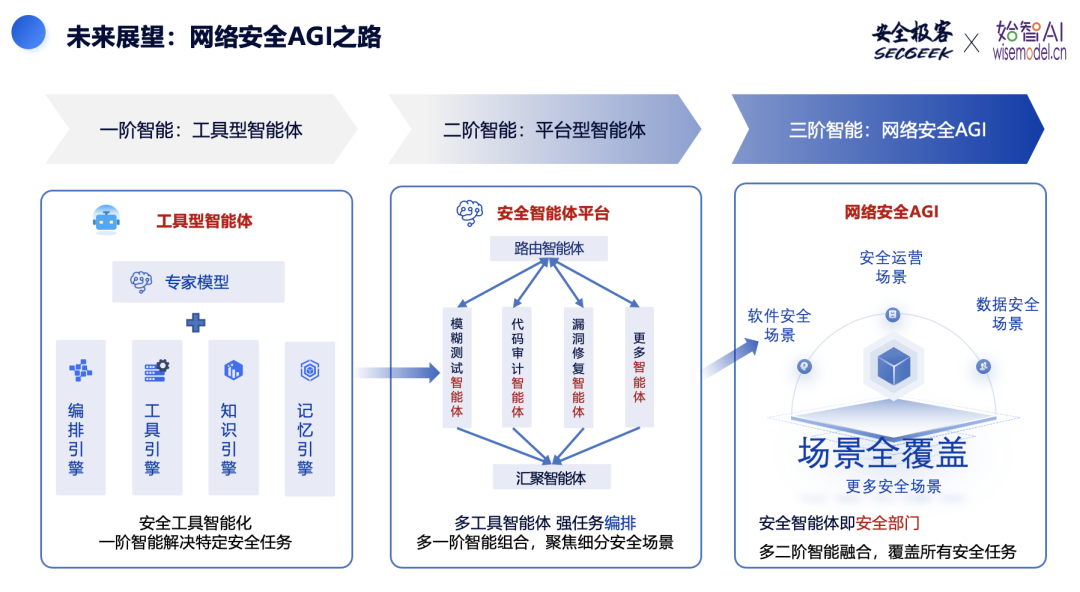 未来展望：网络安全AGI之路
安全极客
SECGEEK
X
始智AI
wisemodel.cn
一阶智能：工具型智能体
二阶智能：平台型智能体
三阶智能：网络安全AGI
工具型智能体
专家模型
编排引擎
工具引擎
知识引擎
记忆引擎
安全工具智能化
一阶智能解决特定安全任务
安全智能体平台
路由智能体
模糊测试智能体
代码审计智能体
漏洞修复智能体
更多智能体
汇聚智能体
多工具智能体 强任务编排
多一阶智能组合，聚焦细分安全场景
网络安全AGI
安全运营
场景
软件安全
场景
数据安全
场景
场景全覆盖
更多安全场景
安全智能体即安全部门
多二阶智能融合，覆盖所有安全任务